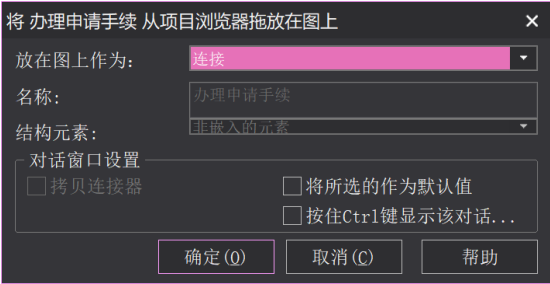 将 办理申请手续 从项目浏览器拖放在图上
放在图上作为: 连接
名称: 办理申请手续
结构元素: 非嵌入的元素
对话窗口设置
拷贝连接器 将所选的作为默认值
按住Ctrl键显示该对话...
确定(O) 取消(C) 帮助